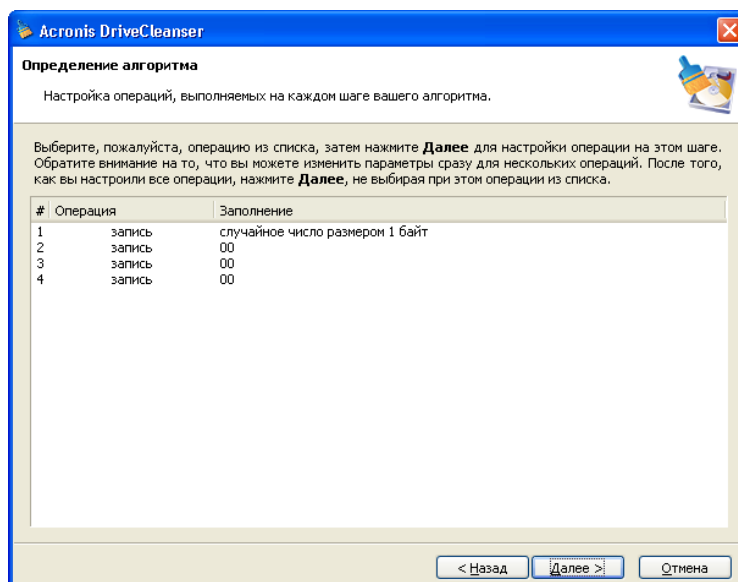 Acronis DriveCleanser
Определение алгоритма
Настройка операций, выполняемых на каждом шаге вашего алгоритма.
Выберите, пожалуйста, операцию из списка, затем нажмите Далее для настройки операции на этом шаге.
Обратите внимание на то, что вы можете изменить параметры сразу для нескольких операций. После того,
как вы настроили все операции, нажмите Далее, не выбирая при этом операции из списка.
# Операция Заполнение
1 запись случайное число размером 1 байт
2 запись 00
3 запись 00
4 запись 00
< Назад Далее > Отмена